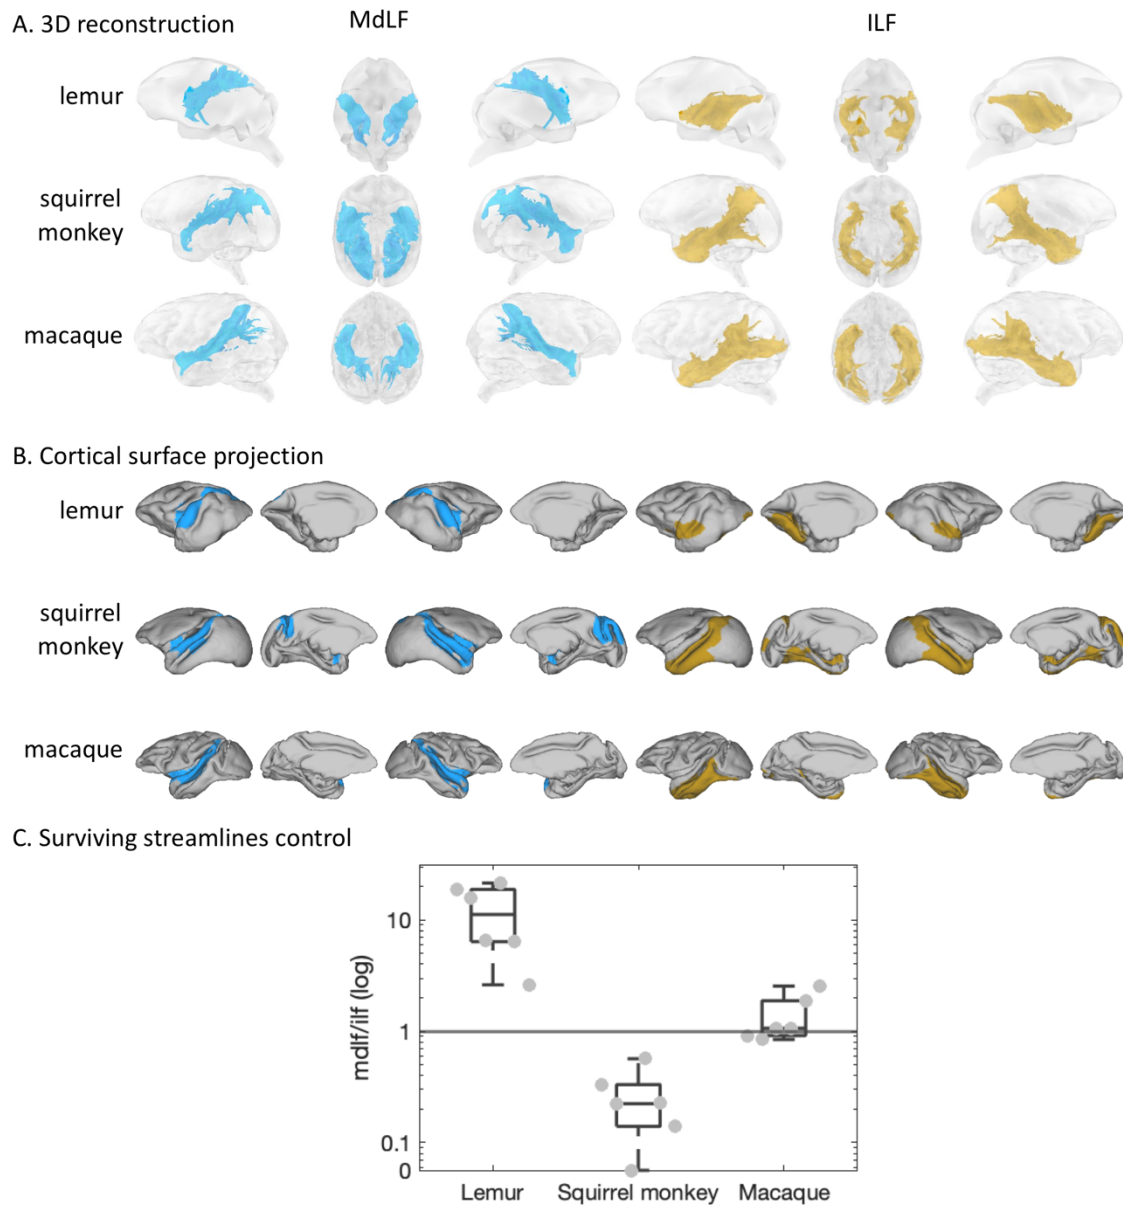 A. 3D reconstruction
MdLF
ILF
lemur
squirrel
monkey
macaque
B. Cortical surface projection
lemur
squirrel
monkey
macaque
C. Surviving streamlines control
mdlf/ilf (log)
10
1
0.1
0
Lemur
Squirrel monkey
Macaque